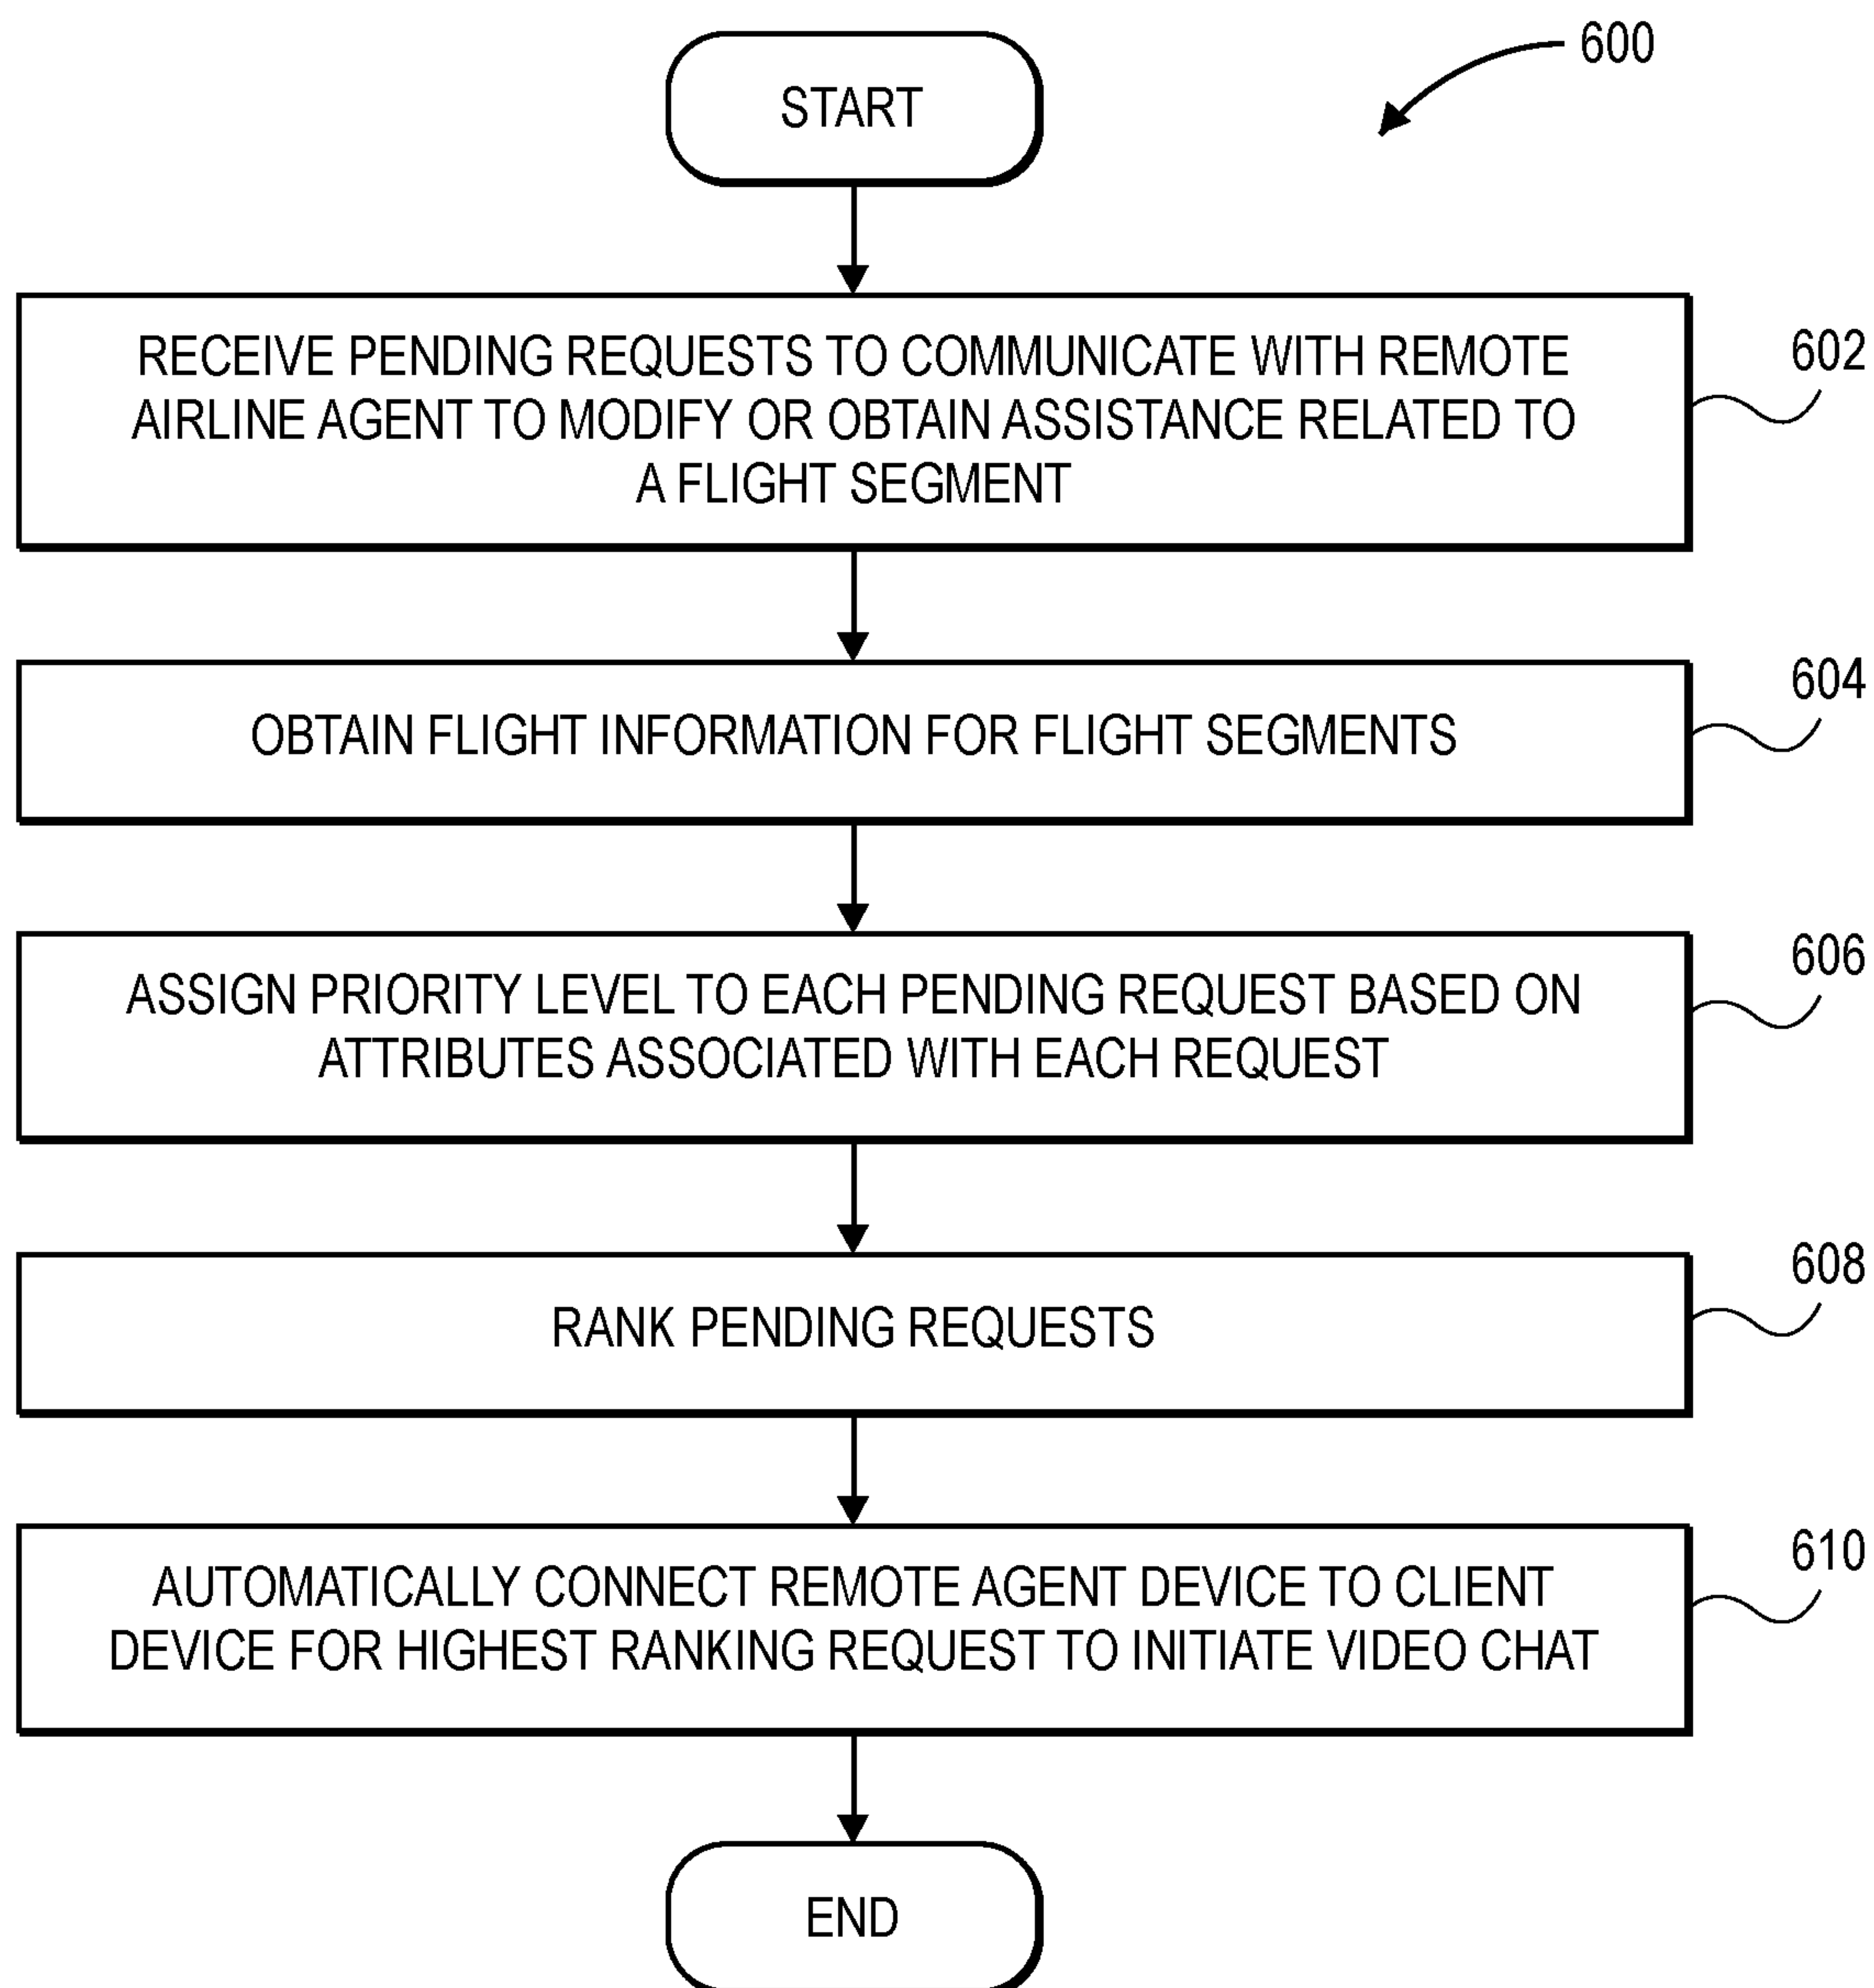 START
600
RECEIVE PENDING REQUESTS TO COMMUNICATE WITH REMOTE
AIRLINE AGENT TO MODIFY OR OBTAIN ASSISTANCE RELATED TO
A FLIGHT SEGMENT
602
OBTAIN FLIGHT INFORMATION FOR FLIGHT SEGMENTS
604
ASSIGN PRIORITY LEVEL TO EACH PENDING REQUEST BASED ON
ATTRIBUTES ASSOCIATED WITH EACH REQUEST
606
RANK PENDING REQUESTS
608
AUTOMATICALLY CONNECT REMOTE AGENT DEVICE TO CLIENT
DEVICE FOR HIGHEST RANKING REQUEST TO INITIATE VIDEO CHAT
610
END